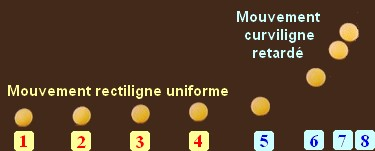 Mouvement
curviligne
retardé
Mouvement rectiligne uniforme
1 2 3 4 5 6 7 8